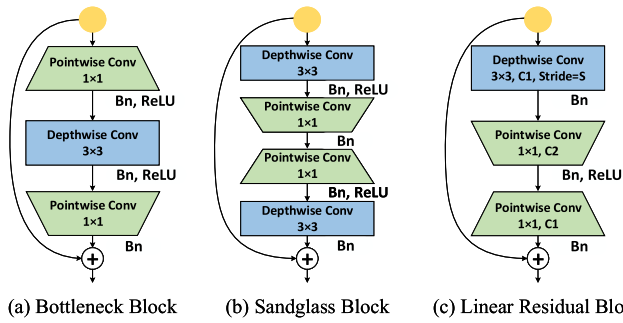 Pointwise Conv
1×1
Bn, ReLU
Depthwise Conv
3×3
Bn, ReLU
Pointwise Conv
1×1
Bn
+
(a) Bottleneck Block
Depthwise Conv
3×3
Bn, ReLU
Pointwise Conv
1×1
Bn
Pointwise Conv
1×1
Bn, ReLU
Depthwise Conv
3×3
Bn
+
(b) Sandglass Block
Depthwise Conv
3×3, C1, Stride=S
Bn
Pointwise Conv
1×1, C2
Bn, ReLU
Pointwise Conv
1×1, C1
Bn
+
(c) Linear Residual Blo